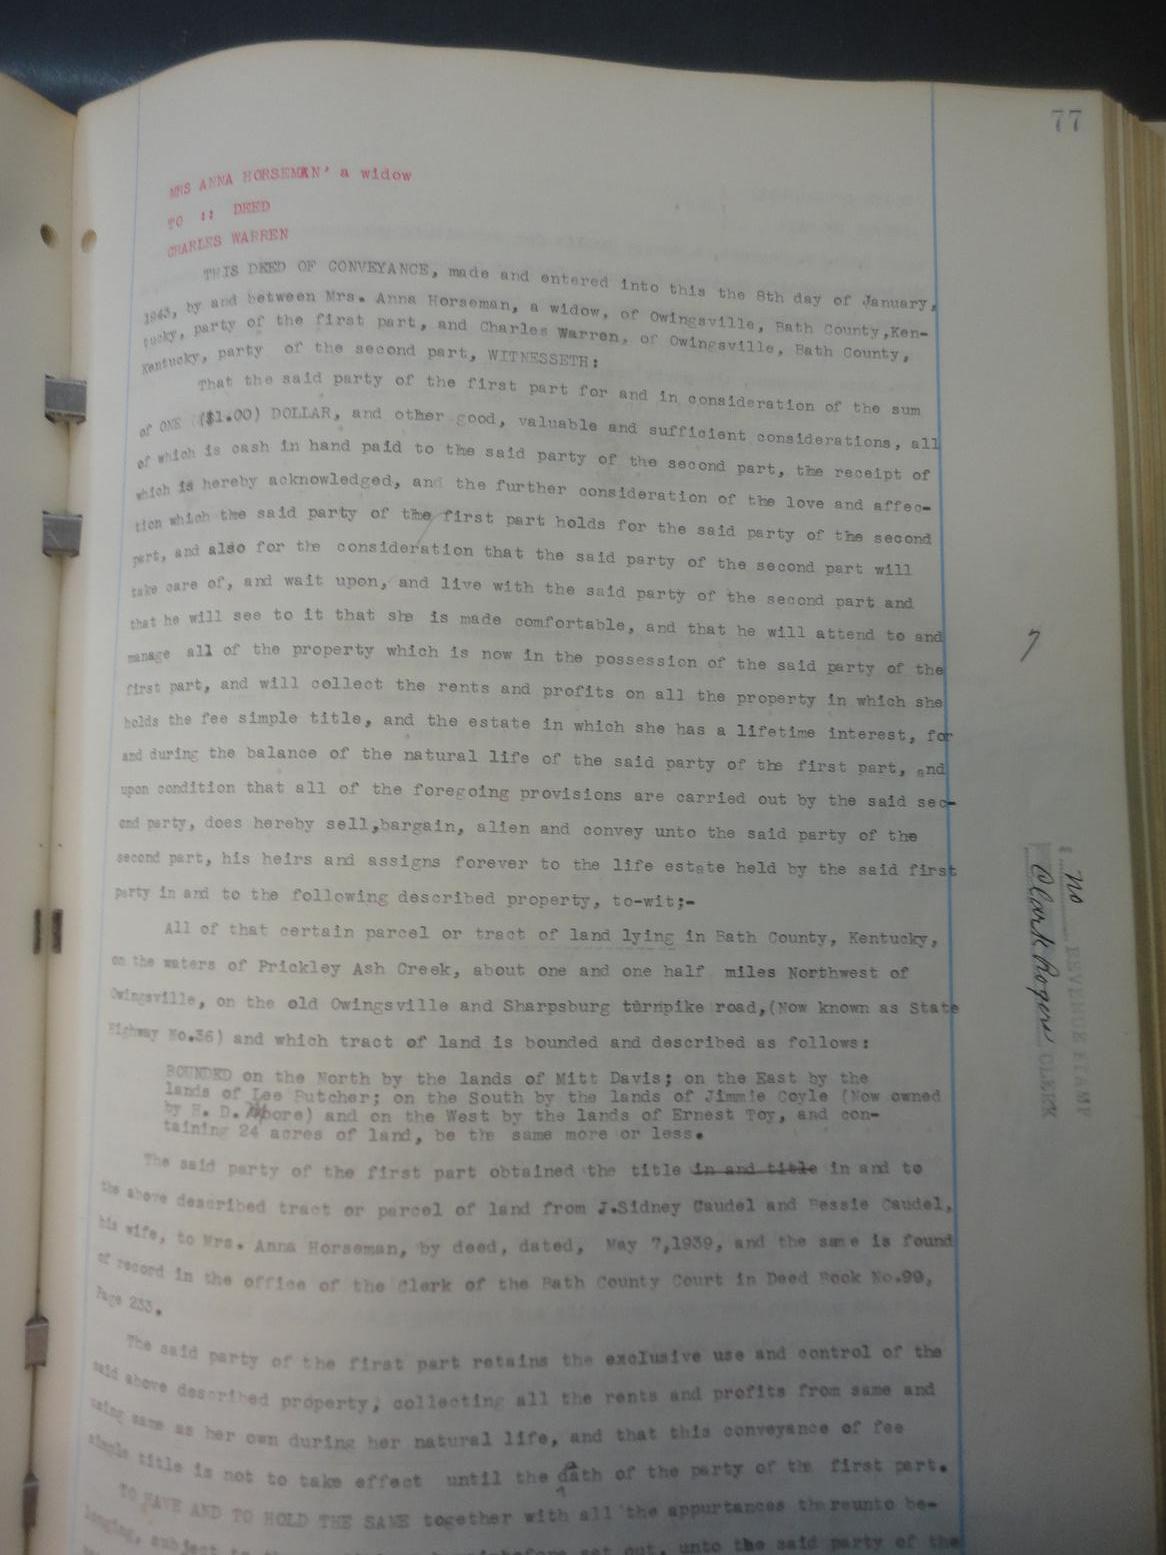 77
MRS ANNA HORSEMAN' a widow
TO :: DEED
CHARLES WARREN
THIS DEED OF CONVEYANCE, made and entered into this the 8th day of January,
1943, by and between Mrs. Anna Horseman, a widow, of Owingsville, Bath County,Ken-
tucky, party of the first part, and Charles Warren, of Owingsville, Bath County,
Kentucky, party of the second part, WITNESSETH:
That the said party of the first part for and in consideration of the sum
of ONE ($1.00) DOLLAR, and other good, valuable and sufficient considerations, all
of which is cash in hand paid to the said party of the second part, the receipt of
which is hereby acknowledged, and the further consideration of the love and affec-
tion which the said party of the first part holds for the said party of the second
part, and also for the consideration that the said party of the second part will
take care of, and wait upon, and live with the said party of the second part and
that he will see to it that she is made comfortable, and that he will attend to and
manage all of the property which is now in the possession of the said party of the
first part, and will collect the rents and profits on all the property in which she
holds the fee simple title, and the estate in which she has a lifetime interest, for
and during the balance of the natural life of the said party of the first part, and
upon condition that all of the foregoing provisions are carried out by the said sec-
ond party, does hereby sell,bargain, alien and convey unto the said party of the
second part, his heirs and assigns forever to the life estate held by the said first
party in and to the following described property, to-wit;-
All of that certain parcel or tract of land lying in Bath County, Kentucky,
on the waters of Prickley Ash Creek, about one and one half miles Northwest of
Owingsville, on the old Owingsville and Sharpsburg turnpike road,(Now known as State
Highway No.36) and which tract of land is bounded and described as follows:
BOUNDED on the North by the lands of Mitt Davis; on the East by the
lands of Lee Butcher; on the South by the lands of Jimmie Coyle (Now owned
by H. D. Moore) and on the West by the lands of Ernest Toy, and con-
taining 24 acres of land, be the same more or less.
The said party of the first part obtained the title in and title in and to
the above described tract or parcel of land from J.Sidney Caudel and Bessie Caudel,
his wife, to Mrs. Anna Horseman, by deed, dated, May 7,1939, and the same is found
of record in the office of the Clerk of the Bath County Court in Deed Book No.99,
Page 233.
The said party of the first part retains the exclusive use and control of the
said above described property, collecting all the rents and profits from same and
using same as her own during her natural life, and that this conveyance of fee
simple title is not to take effect until the death of the party of the first part.
TO HAVE AND TO HOLD THE SAME together with all the appurtances thereunto be-
longing, subject to the set out, unto the said party of the
7
$ no REVENUE STAMP
Clark Rogers CLERK